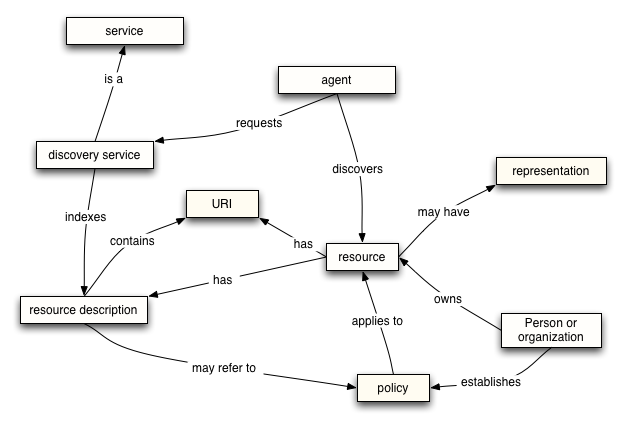 service
is a
agent
requests
discovery service
discovers
representation
URI
may have
indexes
contains
has
resource
has
owns
resource description
applies to
Person or
organization
may refer to
policy
establishes